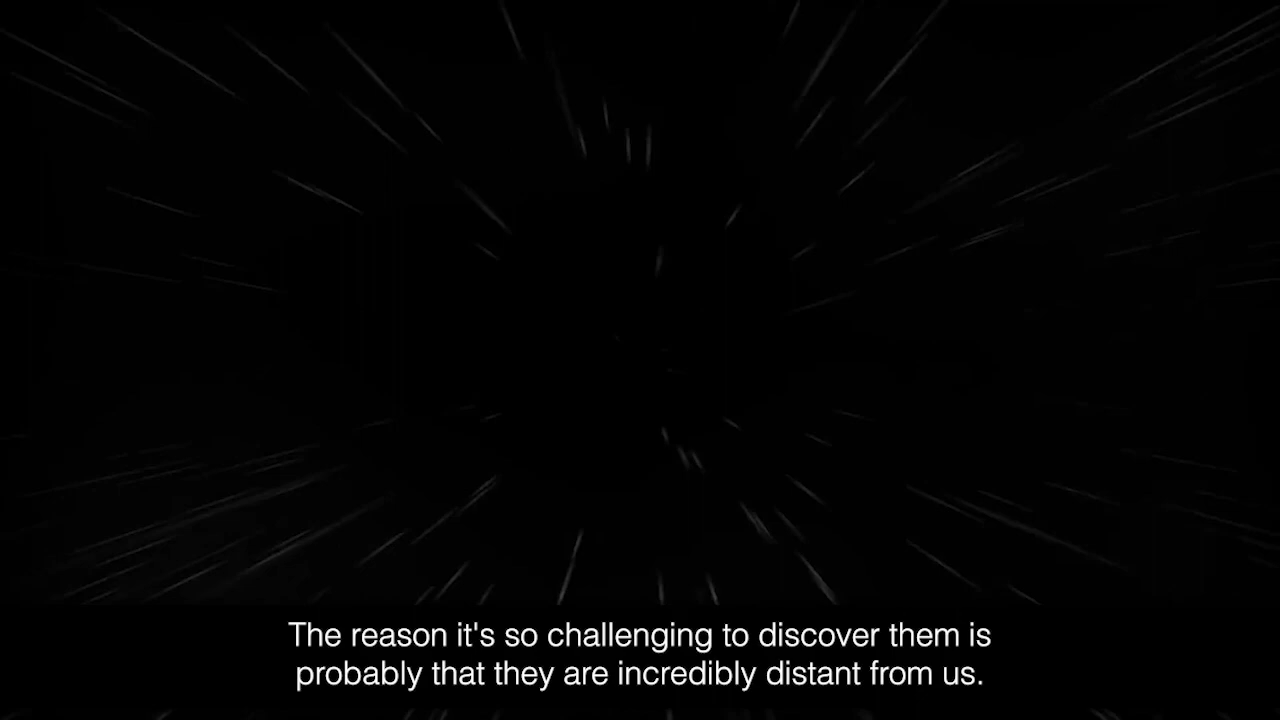 The reason it's so challenging to discover them is
probably that they are incredibly distant from us.